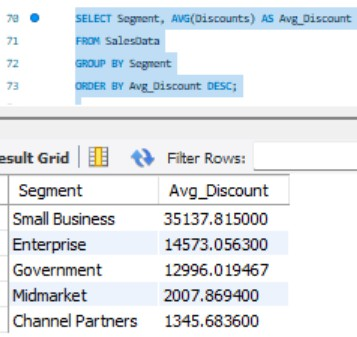 70 SELECT Segment, AVG(Discounts) AS Avg_Discount
71 FROM SalesData
72 GROUP BY Segment
73 ORDER BY Avg_Discount DESC;
esult Grid Filter Rows:
Segment Avg_Discount
Small Business 35137.815000
Enterprise 14573.056300
Government 12996.019467
Midmarket 2007.869400
Channel Partners 1345.683600